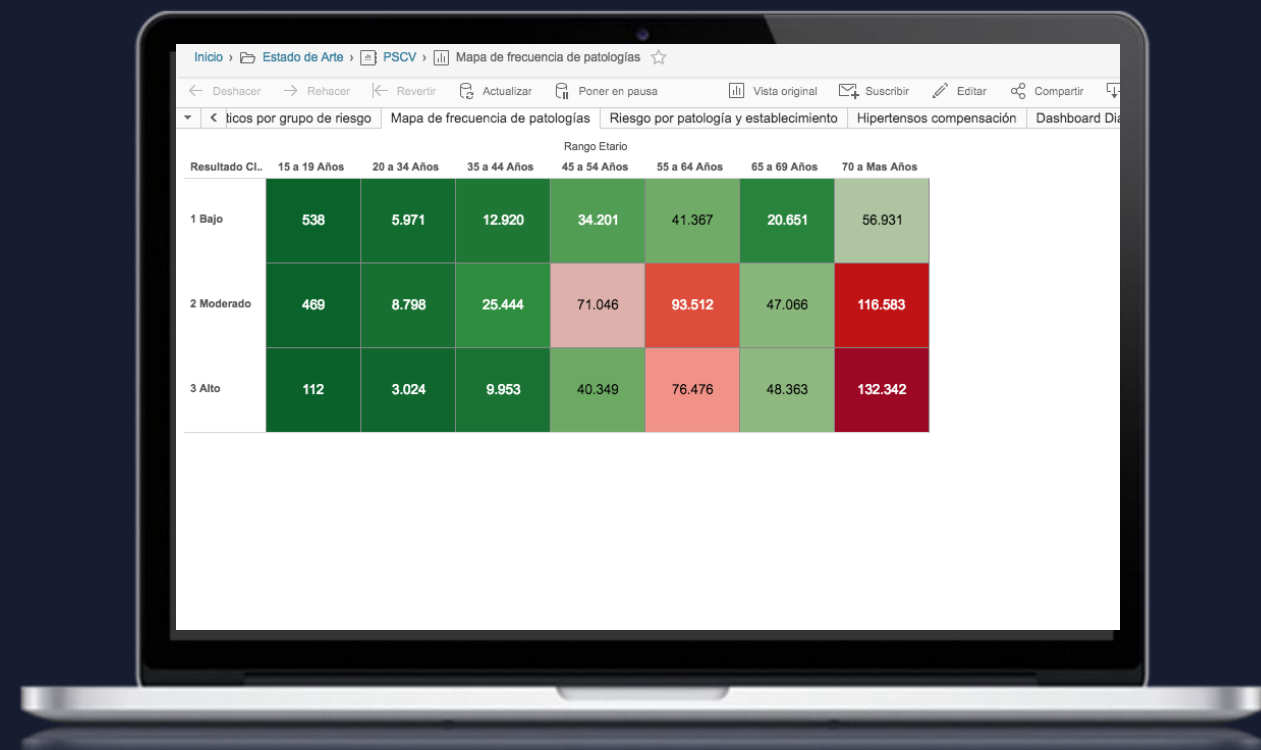 Inicio › Estado de Arte › PSCV › Mapa de frecuencia de patologías
Deshacer Rehacer Revertir Actualizar Poner en pausa Vista original Suscribir Editar Compartir
ticos por grupo de riesgo Mapa de frecuencia de patologías Riesgo por patología y establecimiento Hipertensos compensación Dashboard Dia
Rango Etario
Resultado Cl.. 15 a 19 Años 20 a 34 Años 35 a 44 Años 45 a 54 Años 55 a 64 Años 65 a 69 Años 70 a Mas Años
1 Bajo 538 5.971 12.920 34.201 41.367 20.651 56.931
2 Moderado 469 8.798 25.444 71.046 93.512 47.066 116.583
3 Alto 112 3.024 9.953 40.349 76.476 48.363 132.342